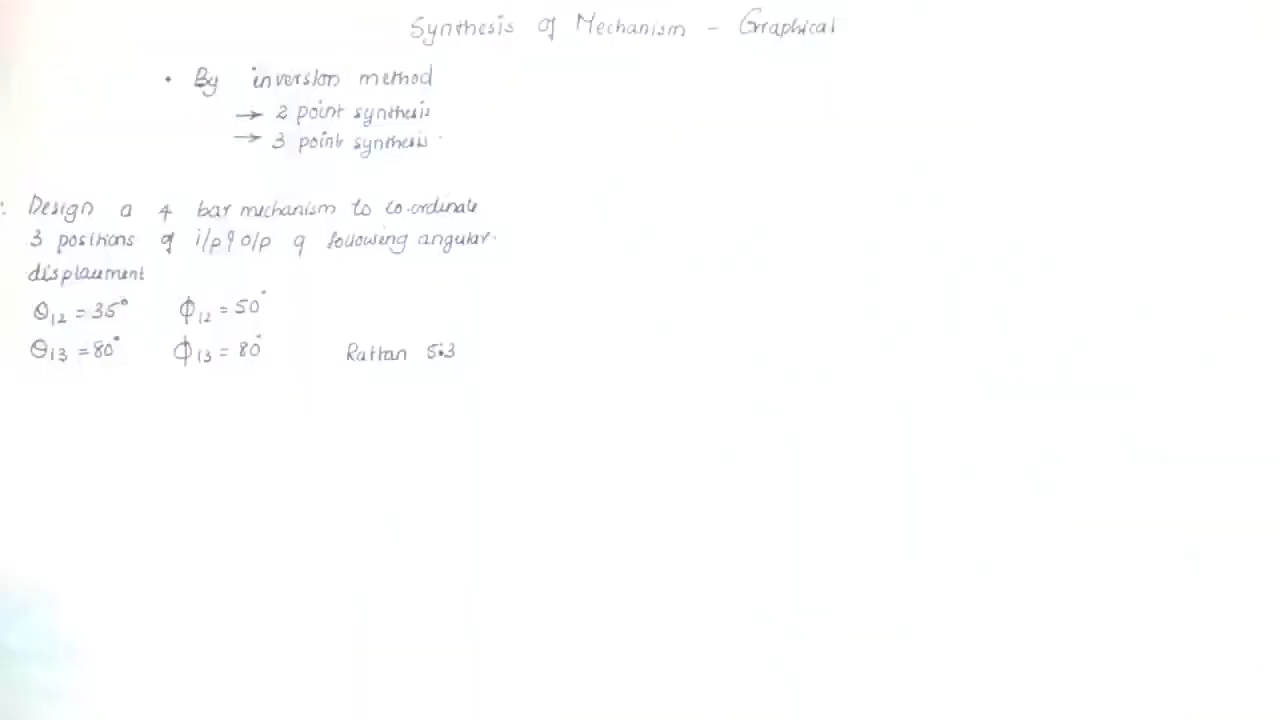 Synthesis of Mechanism - Graphical
• By inversion method
→ 2 point synthesis
→ 3 point synthesis
Design a 4 bar mechanism to co-ordinate
3 positions of i/p & o/p of following angular
displacement
θ₁₂ = 35° ϕ₁₂ = 50°
θ₁₃ = 80° ϕ₁₃ = 80° Rattan 5.3